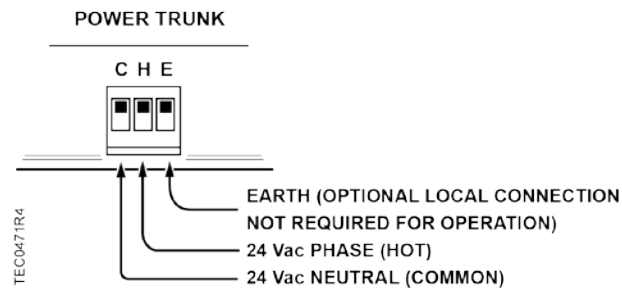 POWER TRUNK
C H E
EARTH (OPTIONAL LOCAL CONNECTION
NOT REQUIRED FOR OPERATION)
24 Vac PHASE (HOT)
24 Vac NEUTRAL (COMMON)
TEC0471R4